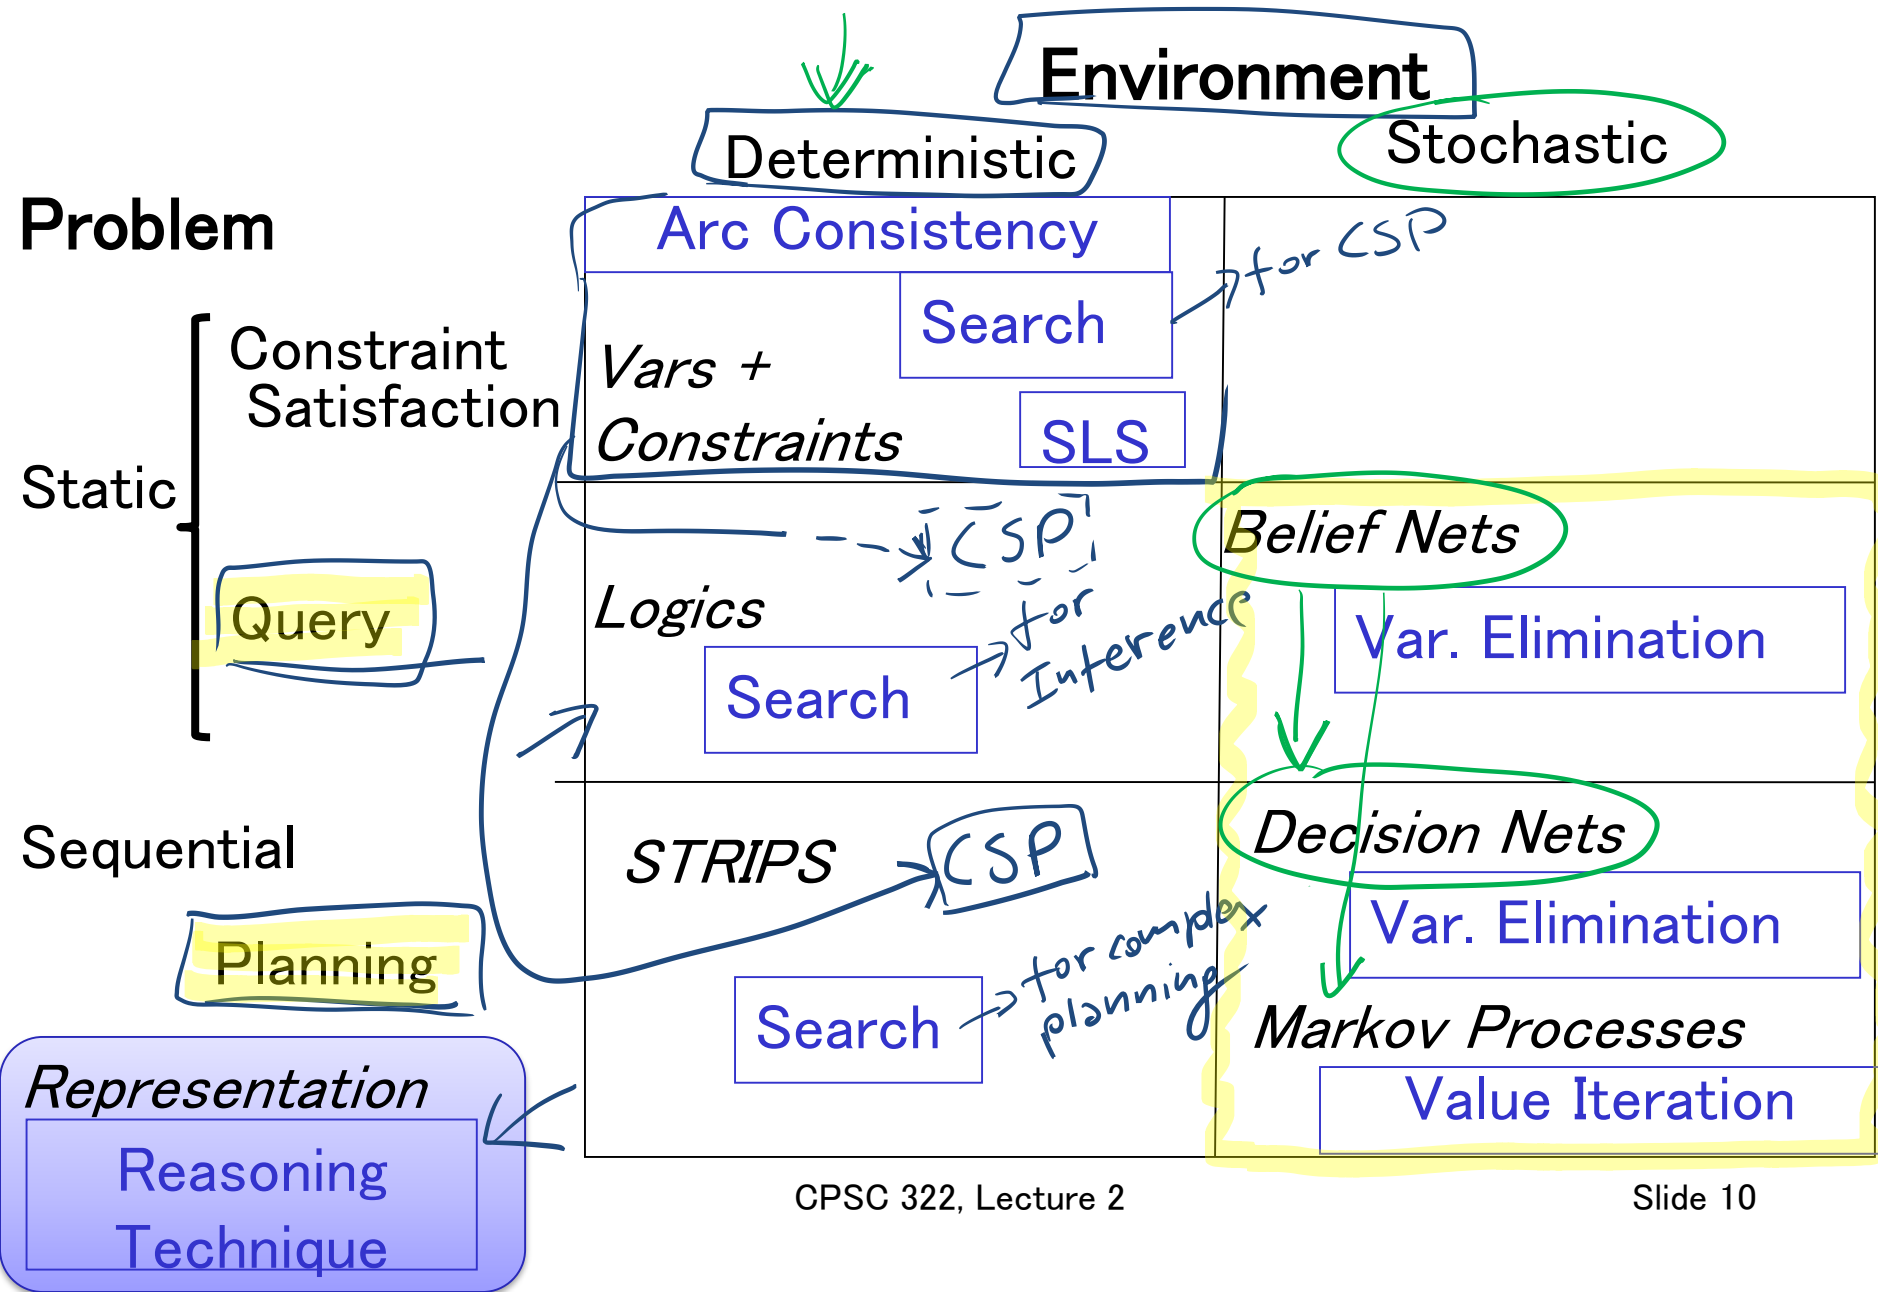 Environment
Deterministic
Stochastic
Problem
Arc Consistency
for CSP
Search
Constraint
Satisfaction
Vars +
Constraints
SLS
Static
CSP
Belief Nets
Query
Logics
for
Inference
Var. Elimination
Search
Sequential
STRIPS
CSP
Decision Nets
Planning
for complex
planning
Var. Elimination
Search
Markov Processes
Value Iteration
Representation
Reasoning
Technique
CPSC 322, Lecture 2
Slide 10